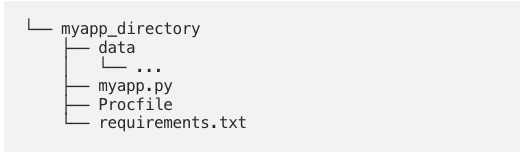 └── myapp_directory
    ├── data
    │   └── ...
    ├── myapp.py
    ├── Procfile
    └── requirements.txt